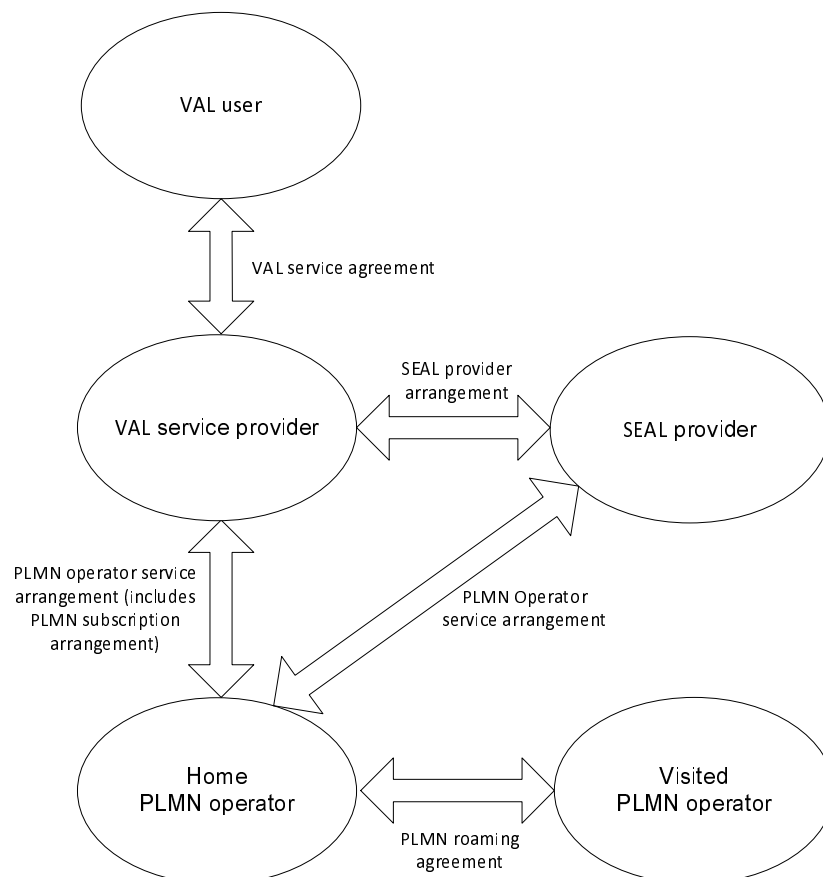 VAL user
VAL service agreement
SEAL provider
arrangement
VAL service provider
SEAL provider
PLMN operator service
arrangement (includes
PLMN subscription
arrangement)
PLMN Operator
service arrangement
Home
PLMN operator
Visited
PLMN operator
PLMN roaming
agreement